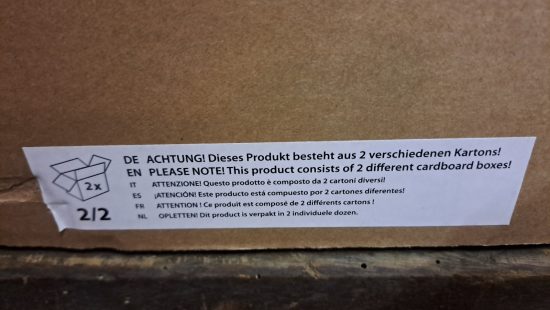 DE ACHTUNG! Dieses Produkt besteht aus 2 verschiedenen Kartons!
EN PLEASE NOTE! This product consists of 2 different cardboard boxes!
IT ATTENZIONE! Questo prodotto è composto da 2 cartoni diversi!
ES ¡ATENCIÓN! Este producto está compuesto por 2 cartones diferentes!
FR ATTENTION ! Ce produit est composé de 2 différents cartons !
NL OPLETTEN! Dit product is verpakt in 2 individuele dozen.
2x
2/2